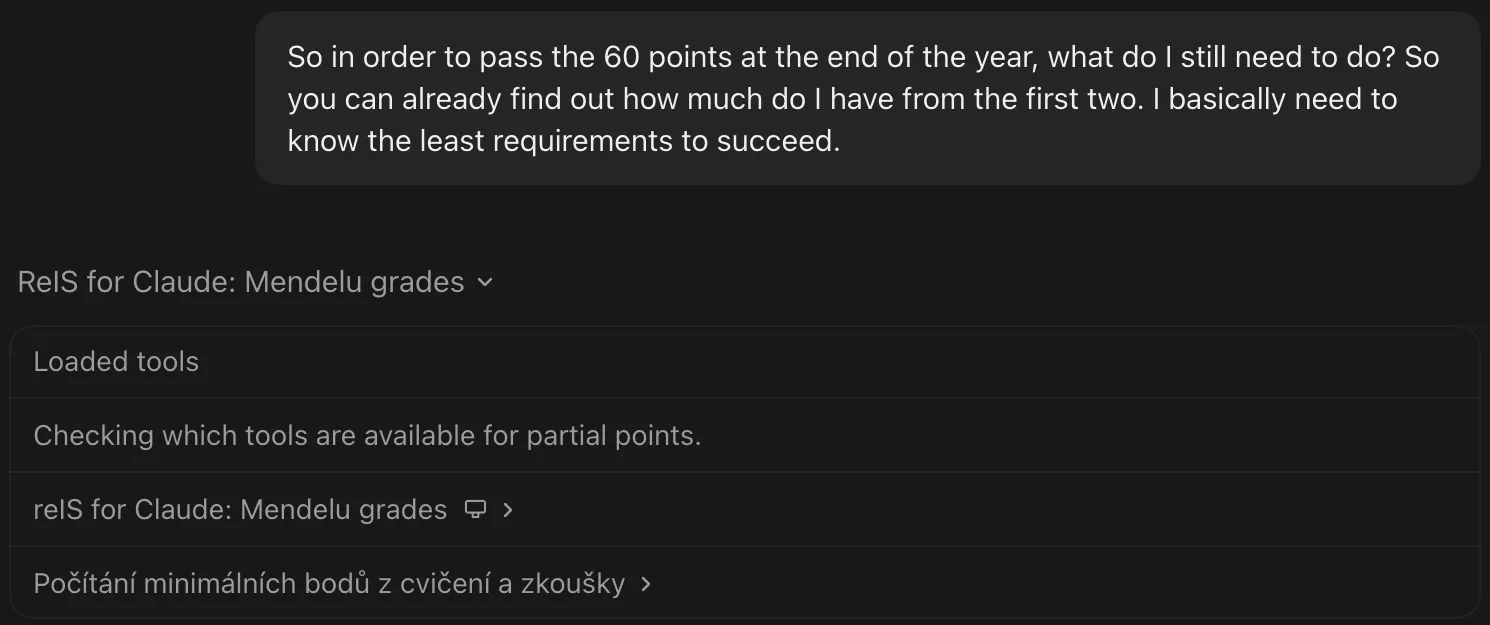 So in order to pass the 60 points at the end of the year, what do I still need to do? So
you can already find out how much do I have from the first two. I basically need to
know the least requirements to succeed.
ReIS for Claude: Mendelu grades
Loaded tools
Checking which tools are available for partial points.
reIS for Claude: Mendelu grades
Počítání minimálních bodů z cvičení a zkoušky